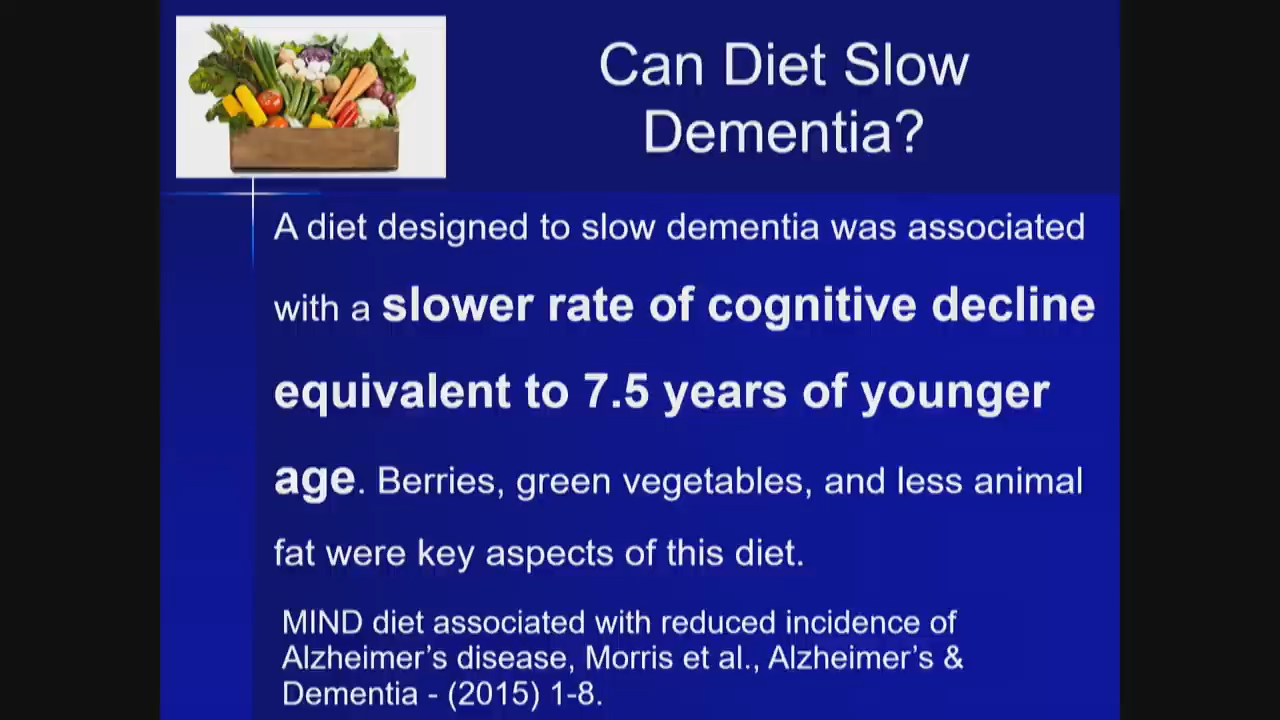 Can Diet Slow
Dementia?
A diet designed to slow dementia was associated
with a slower rate of cognitive decline
equivalent to 7.5 years of younger
age. Berries, green vegetables, and less animal
fat were key aspects of this diet.
MIND diet associated with reduced incidence of
Alzheimer’s disease, Morris et al., Alzheimer’s &
Dementia - (2015) 1-8.